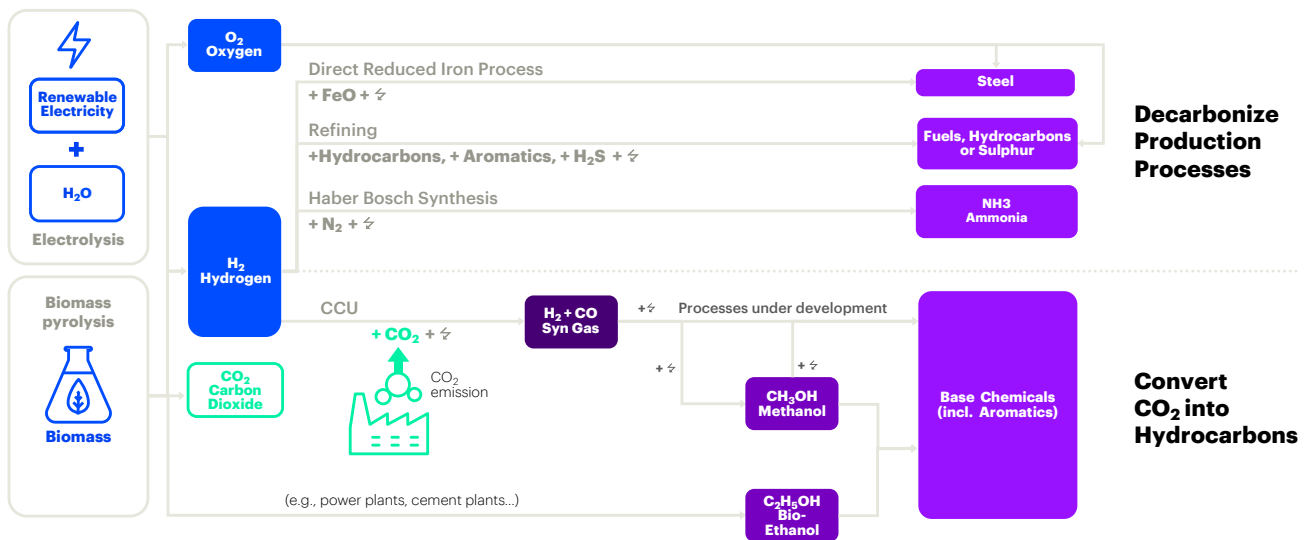 Renewable
Electricity
+
H₂O
Electrolysis
Biomass
pyrolysis
Biomass
O₂
Oxygen
H₂
Hydrogen
CO₂
Carbon
Dioxide
Direct Reduced Iron Process
+ FeO +
Refining
+Hydrocarbons, + Aromatics, + H₂S +
Haber Bosch Synthesis
+ N₂ +
Steel
Fuels, Hydrocarbons
or Sulphur
NH3
Ammonia
Decarbonize
Production
Processes
CCU
+ CO₂ +
CO₂
emission
(e.g., power plants, cement plants...)
H₂ + CO
Syn Gas
+
Processes under development
+
+
CH₃OH
Methanol
C₂H₅OH
Bio-
Ethanol
Base Chemicals
(incl. Aromatics)
Convert
CO₂ into
Hydrocarbons